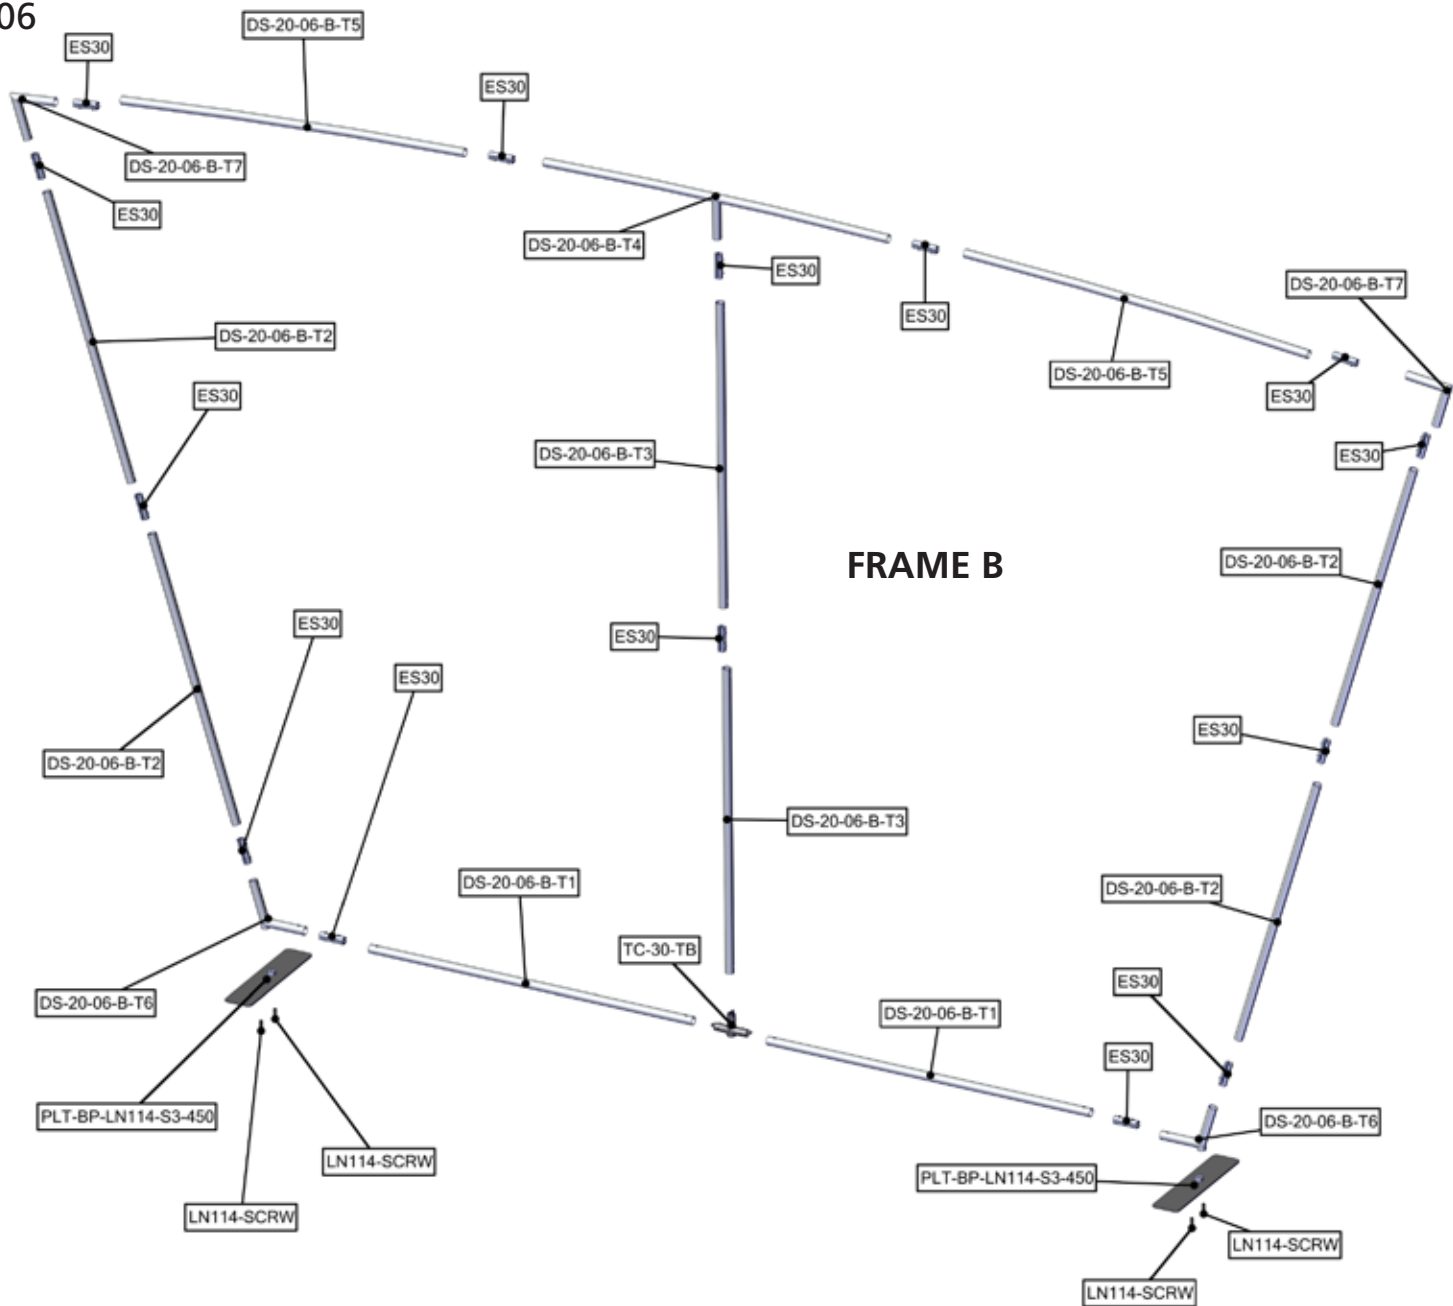 06
DS-20-06-B-T5
ES30
ES30
DS-20-06-B-T7
ES30
DS-20-06-B-T4
ES30
DS-20-06-B-T7
ES30
DS-20-06-B-T2
DS-20-06-B-T5
ES30
ES30
DS-20-06-B-T3
ES30
FRAME B
DS-20-06-B-T2
ES30
ES30
ES30
ES30
DS-20-06-B-T2
DS-20-06-B-T3
DS-20-06-B-T1
DS-20-06-B-T2
TC-30-TB
ES30
DS-20-06-B-T6
DS-20-06-B-T1
ES30
PLT-BP-LN114-S3-450
DS-20-06-B-T6
LN114-SCRW
PLT-BP-LN114-S3-450
LN114-SCRW
LN114-SCRW
LN114-SCRW